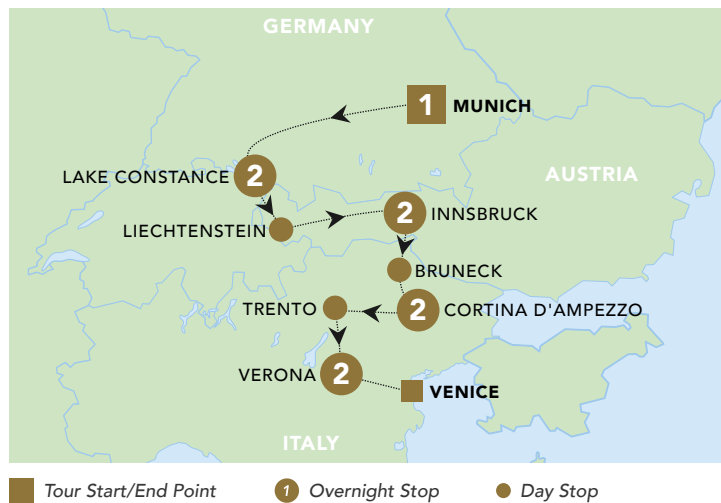 GERMANY
1 MUNICH
LAKE CONSTANCE 2
AUSTRIA
LIECHTENSTEIN
2 INNSBRUCK
BRUNECK
TRENTO
2 CORTINA D'AMPEZZO
VERONA 2
VENICE
ITALY
Tour Start/End Point 1 Overnight Stop Day Stop